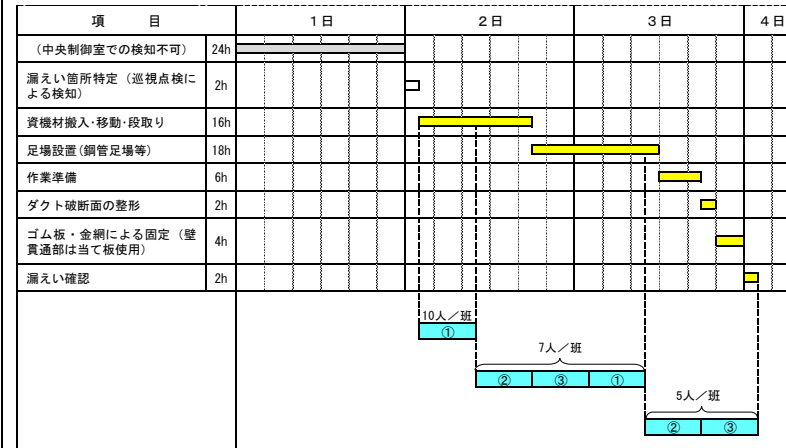 項　　目 1日 2日 3日 4日
（中央制御室での検知不可） 24h
漏えい箇所特定（巡視点検に
よる検知） 2h
資機材搬入・移動・段取り 16h
足場設置（鋼管足場等） 18h
作業準備 6h
ダクト破断面の整形 2h
ゴム板・金網による固定（壁
貫通部は当て板使用） 4h
漏えい確認 2h
10人／班
①
7人／班
② ③ ①
5人／班
② ③